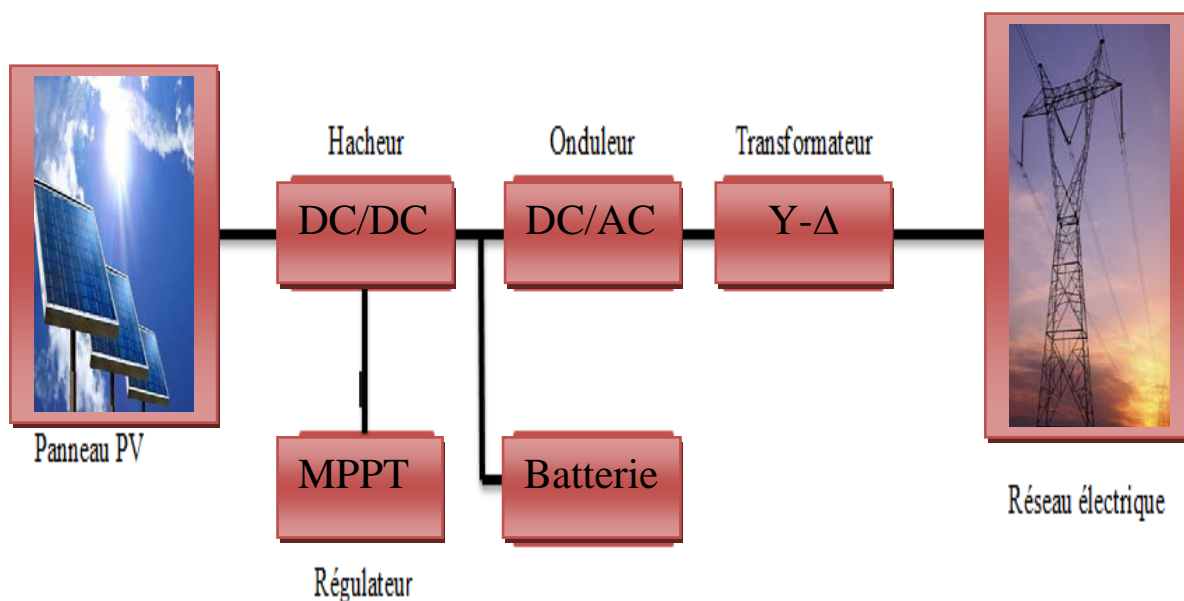 Hacheur
Onduleur
Transformateur
DC/DC
DC/AC
Y-Δ
Panneau PV
MPPT
Batterie
Réseau électrique
Régulateur